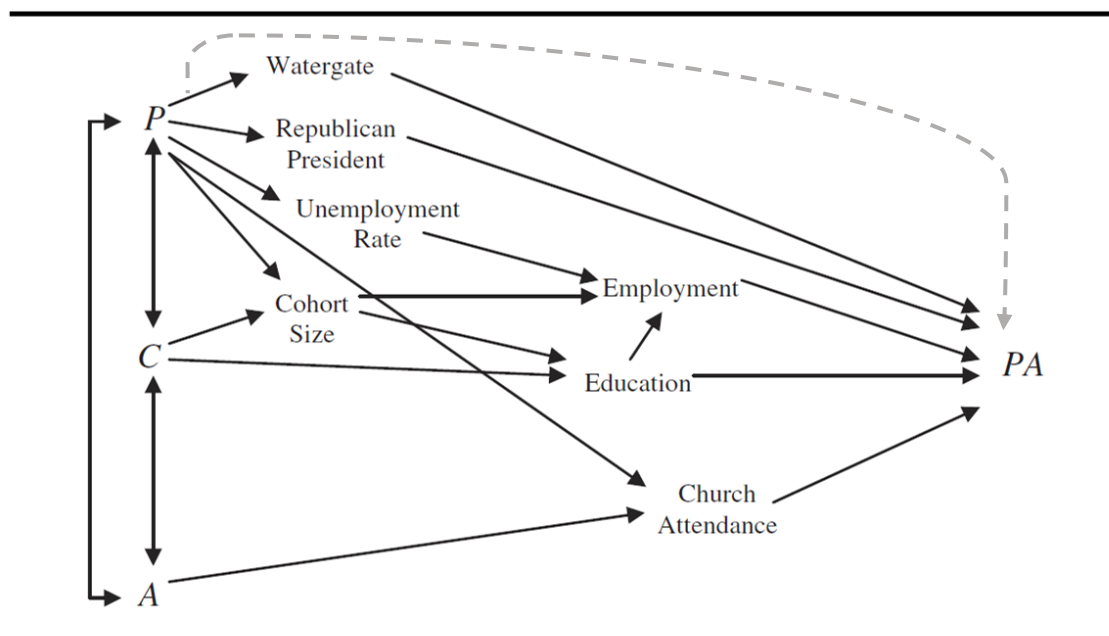 Watergate
P
Republican
President
Unemployment
Rate
Employment
Cohort
Size
C
Education
PA
Church
Attendance
A